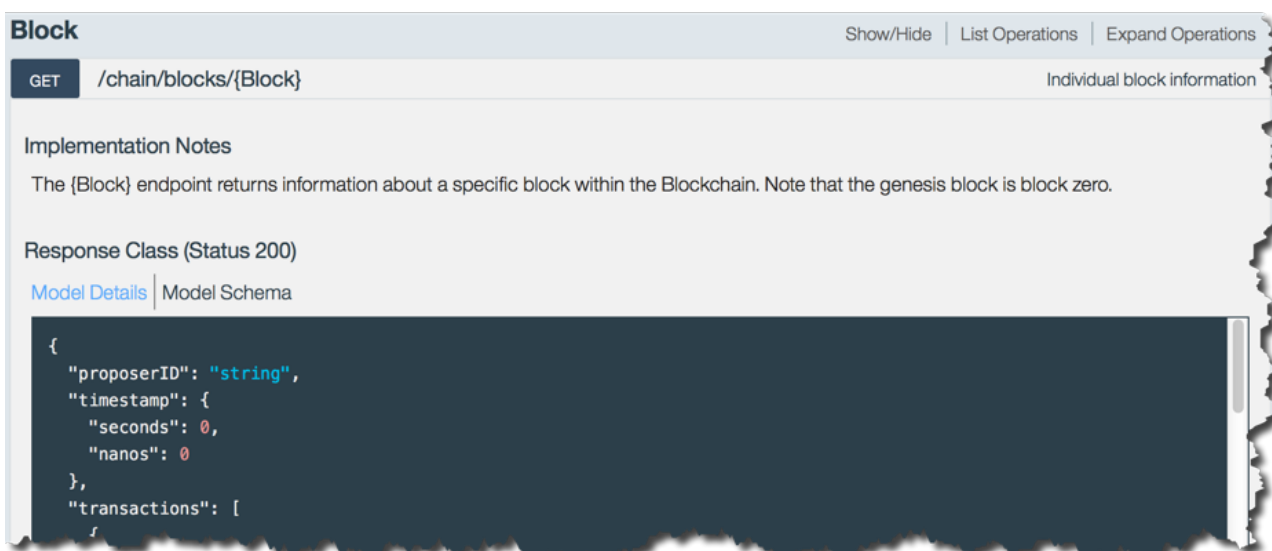 Block
Show/Hide | List Operations | Expand Operations
GET /chain/blocks/{Block} Individual block information
Implementation Notes
The {Block} endpoint returns information about a specific block within the Blockchain. Note that the genesis block is block zero.
Response Class (Status 200)
Model Details | Model Schema
{
"proposerID": "string",
"timestamp": {
"seconds": 0,
"nanos": 0
},
"transactions": [
{